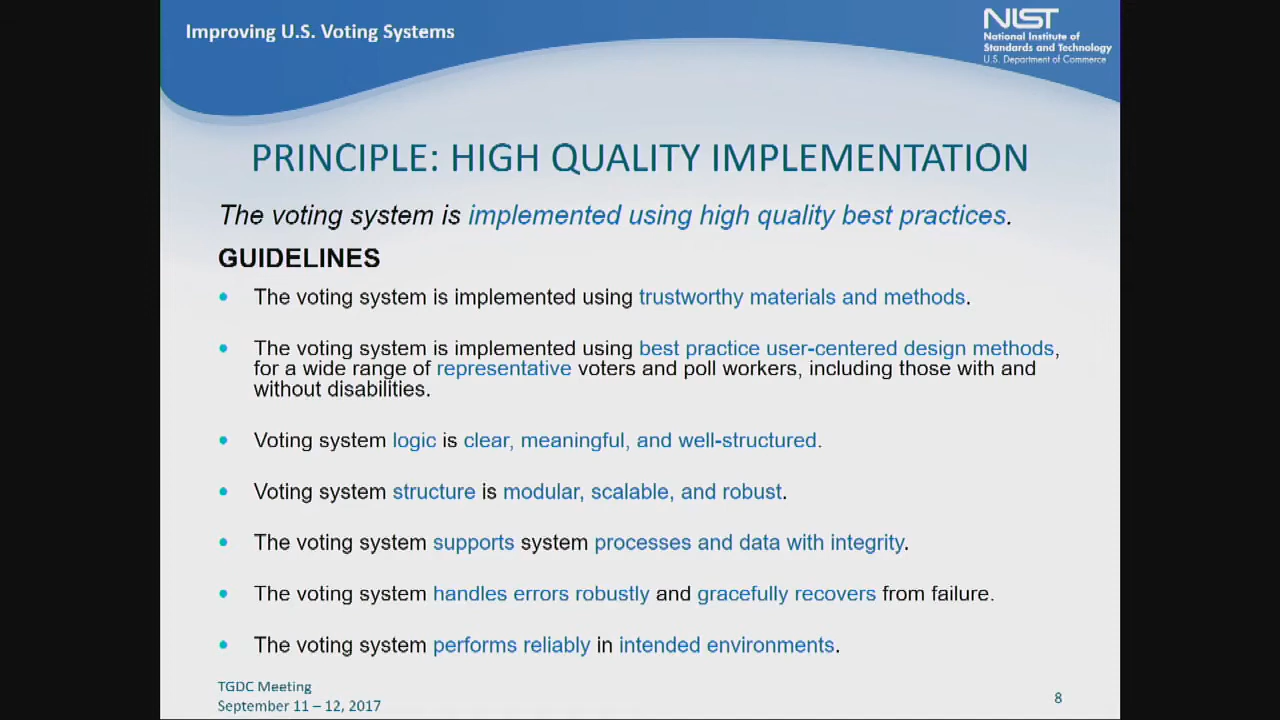 Improving U.S. Voting Systems
NIST
National Institute of
Standards and Technology
U.S. Department of Commerce
PRINCIPLE: HIGH QUALITY IMPLEMENTATION
The voting system is implemented using high quality best practices.
GUIDELINES
• The voting system is implemented using trustworthy materials and methods.
• The voting system is implemented using best practice user-centered design methods,
for a wide range of representative voters and poll workers, including those with and
without disabilities.
• Voting system logic is clear, meaningful, and well-structured.
• Voting system structure is modular, scalable, and robust.
• The voting system supports system processes and data with integrity.
• The voting system handles errors robustly and gracefully recovers from failure.
• The voting system performs reliably in intended environments.
TGDC Meeting
September 11 – 12, 2017
8